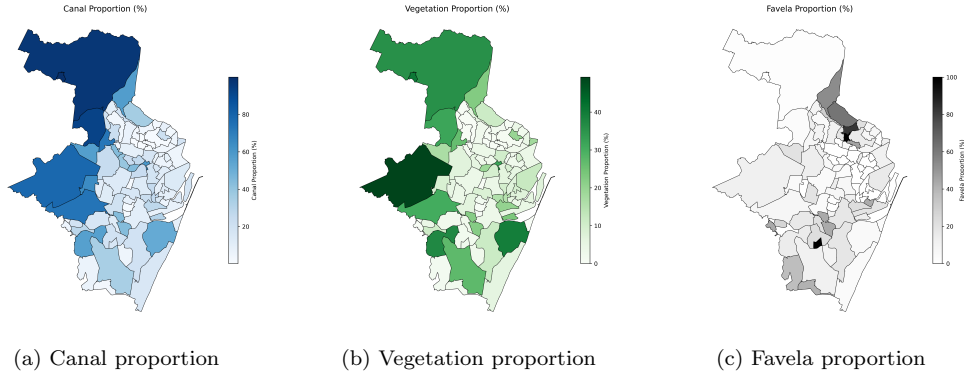 Canal Proportion (%)
80
60
40
20
Canal Proportion (%)
Vegetation Proportion (%)
40
30
20
10
0
Vegetation Proportion (%)
Favela Proportion (%)
100
80
60
40
20
0
Favela Proportion (%)
(a) Canal proportion
(b) Vegetation proportion
(c) Favela proportion